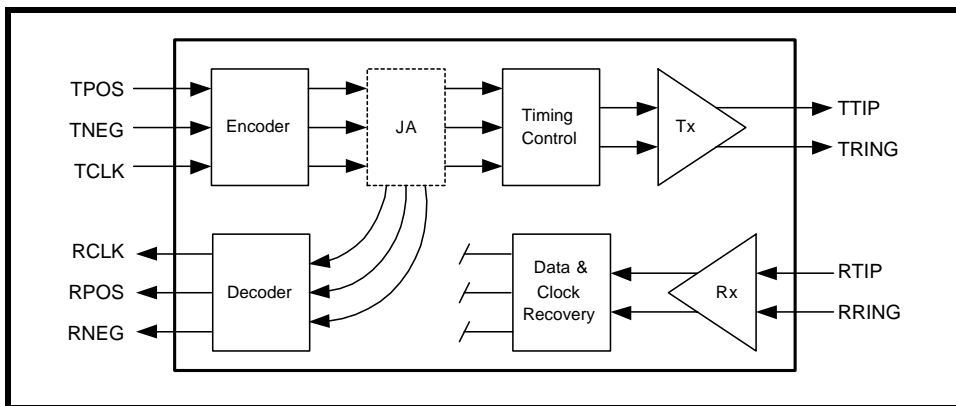 TPOS
TNEG
TCLK
Encoder
JA
Timing
Control
Tx
TTIP
TRING
RCLK
RPOS
RNEG
Decoder
Data &
Clock
Recovery
Rx
RTIP
RRING